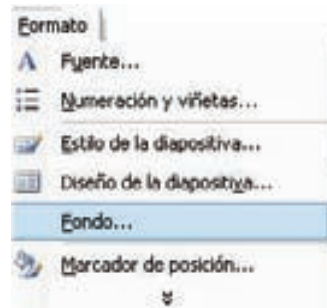 Formato
Fuente...
Numeración y viñetas...
Estilo de la diapositiva...
Diseño de la diapositiva...
Fondo...
Marcador de posición...